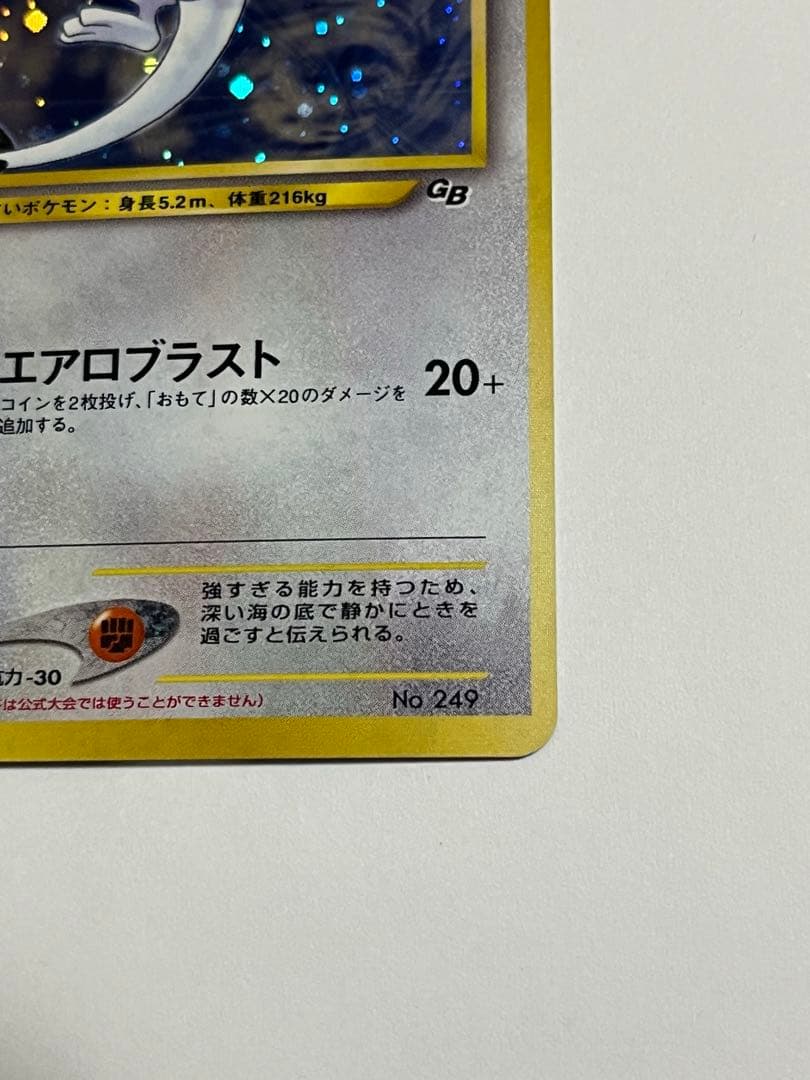 いポケモン：身長5.2m、体重216kg
GB
エアロブラスト
20+
コインを2枚投げ、「おもて」の数×20のダメージを
追加する。
強すぎる能力を持つため、
深い海の底で静かにときを
過ごすと伝えられる。
力-30
は公式大会では使うことができません）
No 249